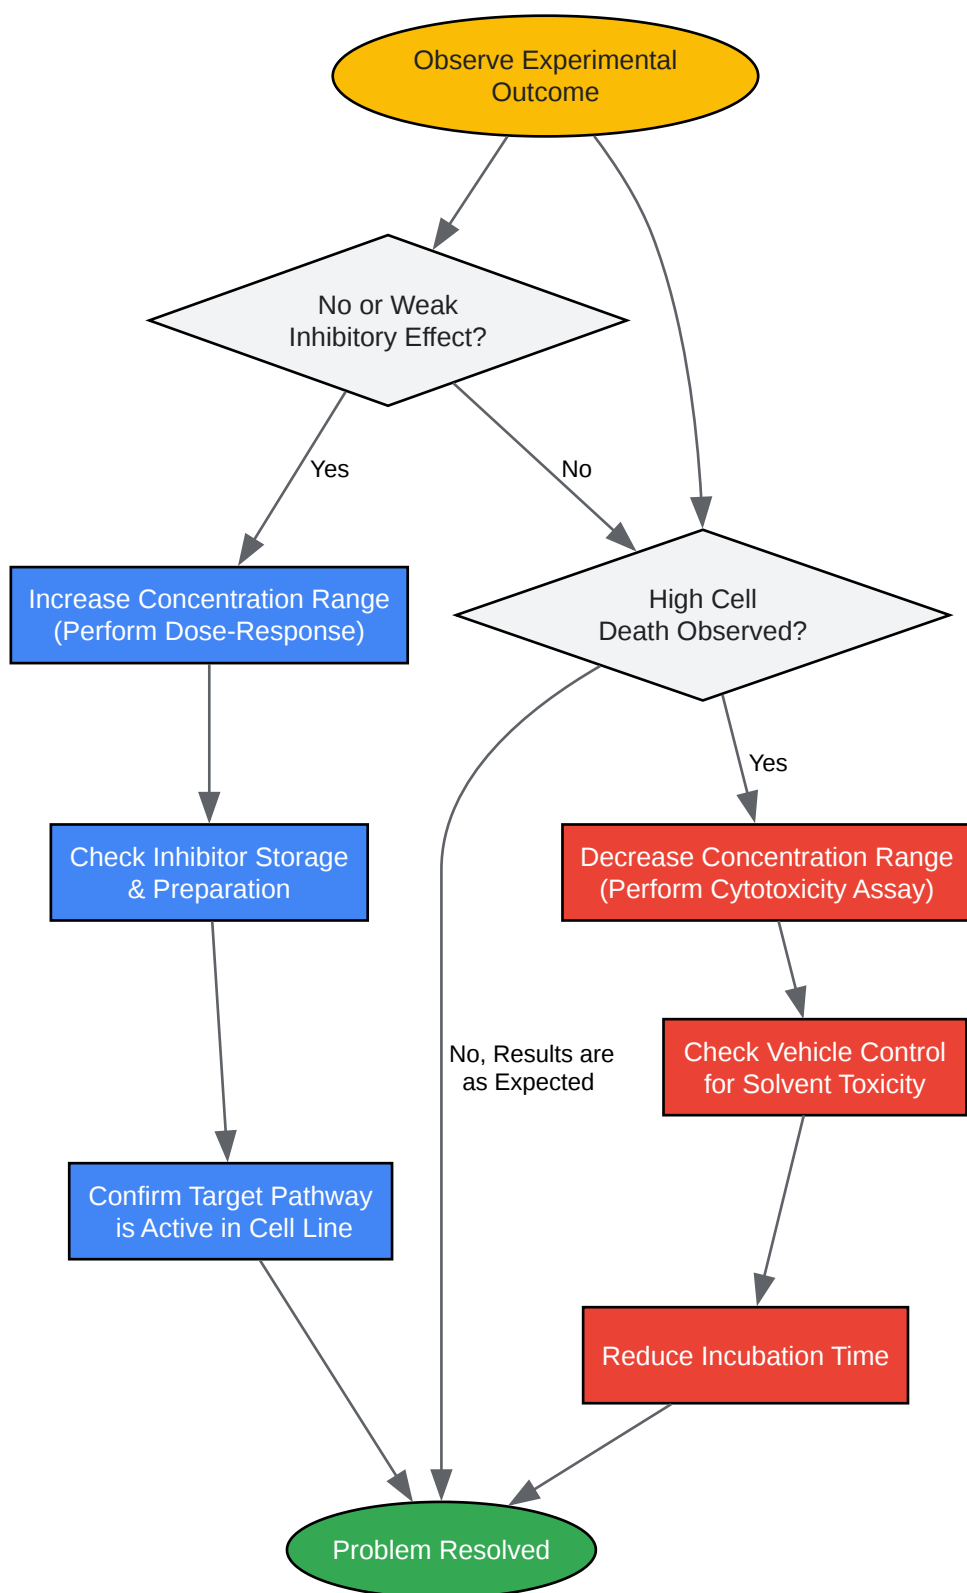 Observe Experimental
Outcome
No or Weak
Inhibitory Effect?
Yes
No
Increase Concentration Range
(Perform Dose-Response)
High Cell
Death Observed?
Yes
Check Inhibitor Storage
& Preparation
Decrease Concentration Range
(Perform Cytotoxicity Assay)
No, Results are
as Expected
Check Vehicle Control
for Solvent Toxicity
Confirm Target Pathway
is Active in Cell Line
Reduce Incubation Time
Problem Resolved